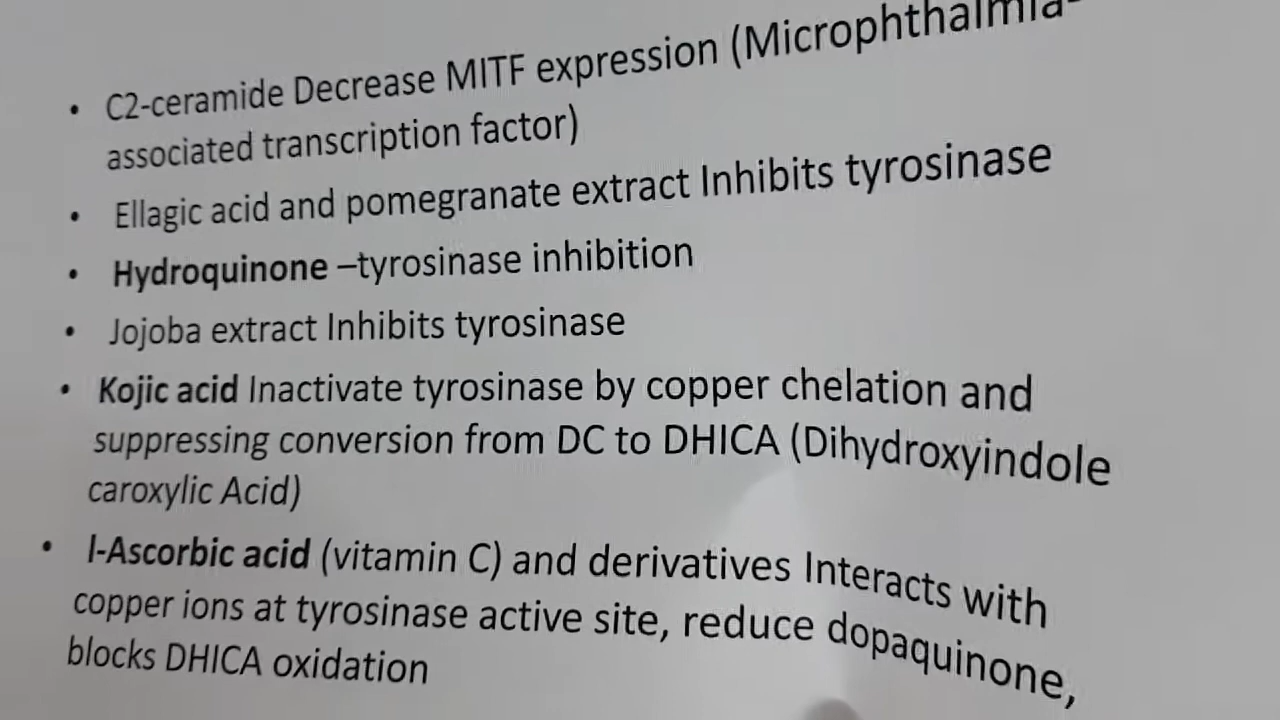 • C2-ceramide Decrease MITF expression (Microphthalmia-
associated transcription factor)
• Ellagic acid and pomegranate extract Inhibits tyrosinase
• Hydroquinone –tyrosinase inhibition
• Jojoba extract Inhibits tyrosinase
• Kojic acid Inactivate tyrosinase by copper chelation and
suppressing conversion from DC to DHICA (Dihydroxyindole
caroxylic Acid)
• l-Ascorbic acid (vitamin C) and derivatives Interacts with
copper ions at tyrosinase active site, reduce dopaquinone,
blocks DHICA oxidation